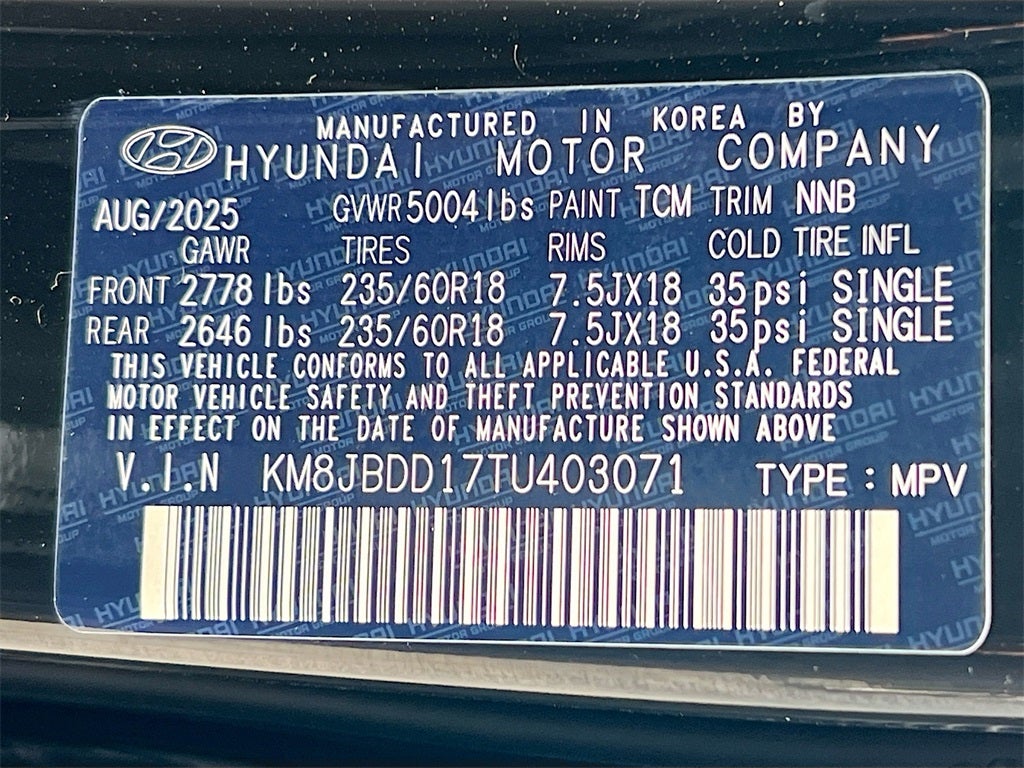 MANUFACTURED IN KOREA BY
HYUNDAI MOTOR COMPANY
AUG/2025 GVWR 5004 lbs PAINT TCM TRIM NNB
GAWR TIRES RIMS COLD TIRE INFL
FRONT 2778 lbs 235/60R18 7.5JX18 35psi SINGLE
REAR 2646 lbs 235/60R18 7.5JX18 35psi SINGLE
THIS VEHICLE CONFORMS TO ALL APPLICABLE U.S.A. FEDERAL
MOTOR VEHICLE SAFETY AND THEFT PREVENTION STANDARDS
IN EFFECT ON THE DATE OF MANUFACTURE SHOWN ABOVE
V.I.N KM8JBDD17TU403071 TYPE : MPV